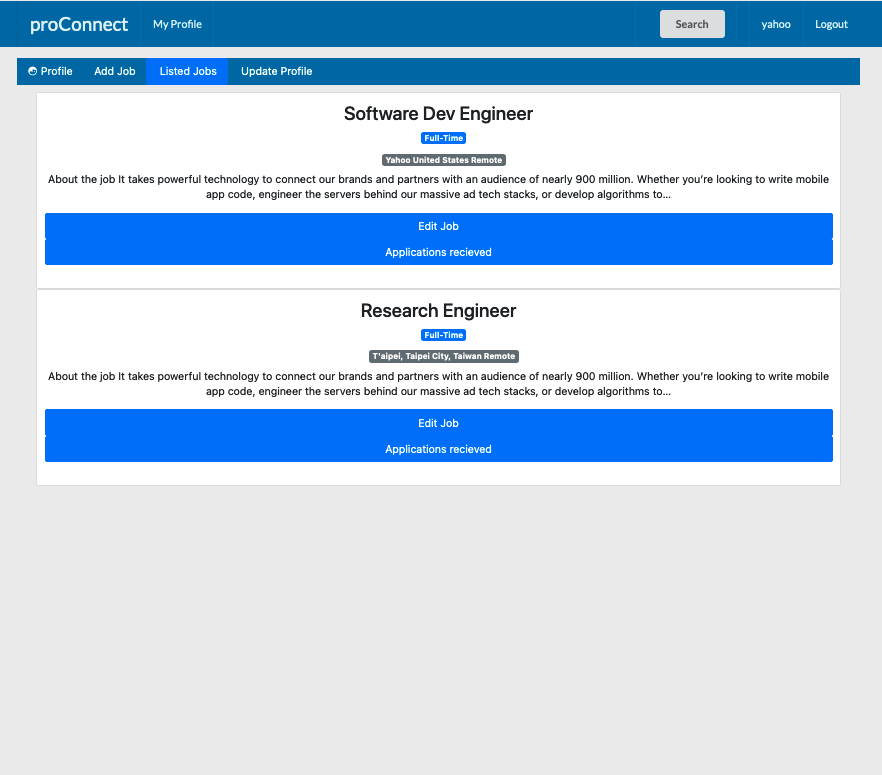 proConnect My Profile Search yahoo Logout
Profile Add Job Listed Jobs Update Profile
Software Dev Engineer
Full-Time
Yahoo United States Remote
About the job It takes powerful technology to connect our brands and partners with an audience of nearly 900 million. Whether you’re looking to write mobile
app code, engineer the servers behind our massive ad tech stacks, or develop algorithms to...
Edit Job
Applications recieved
Research Engineer
Full-Time
T'aipei, Taipei City, Taiwan Remote
About the job It takes powerful technology to connect our brands and partners with an audience of nearly 900 million. Whether you’re looking to write mobile
app code, engineer the servers behind our massive ad tech stacks, or develop algorithms to...
Edit Job
Applications recieved